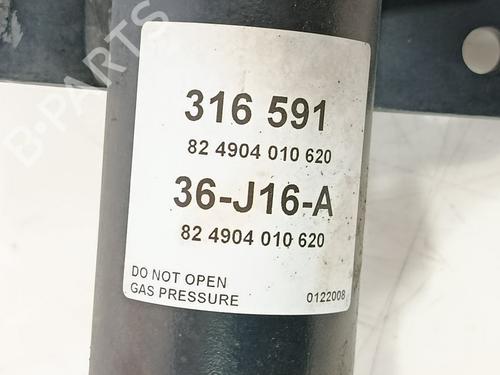 B-PARTS
316 591
82 4904 010 620
36-J16-A
82 4904 010 620
DO NOT OPEN
GAS PRESSURE 0122008